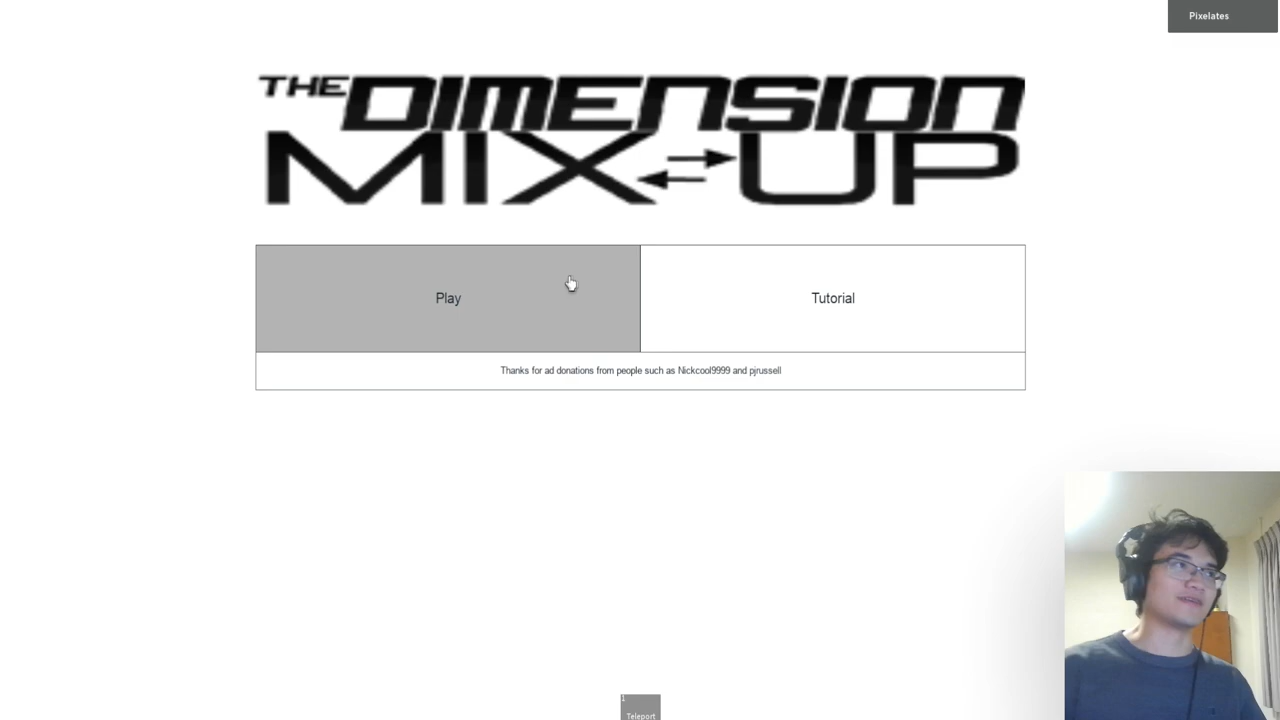 Pixelates
THE DIMENSION
MIX UP
Play
Tutorial
Thanks for ad donations from people such as Nickcool9999 and pjrussell
1
Teleport